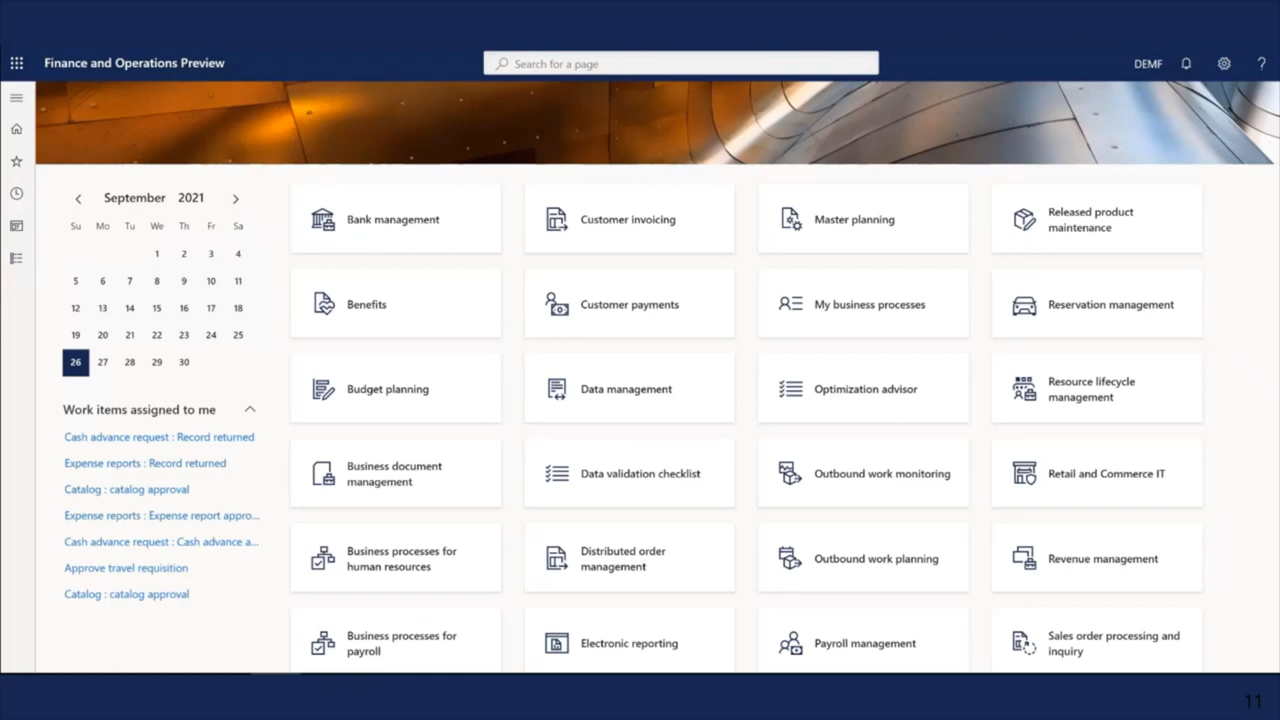 Finance and Operations Preview
Search for a page
DEMF
?
September 2021
Su Mo Tu We Th Fr Sa
1 2 3 4
5 6 7 8 9 10 11
12 13 14 15 16 17 18
19 20 21 22 23 24 25
26 27 28 29 30
Work items assigned to me
Cash advance request : Record returned
Expense reports : Record returned
Catalog : catalog approval
Expense reports : Expense report appro...
Cash advance request : Cash advance a...
Approve travel requisition
Catalog : catalog approval
Bank management
Customer invoicing
Master planning
Released product
maintenance
Benefits
Customer payments
My business processes
Reservation management
Budget planning
Data management
Optimization advisor
Resource lifecycle
management
Business document
management
Data validation checklist
Outbound work monitoring
Retail and Commerce IT
Business processes for
human resources
Distributed order
management
Outbound work planning
Revenue management
Business processes for
payroll
Electronic reporting
Payroll management
Sales order processing and
inquiry
11